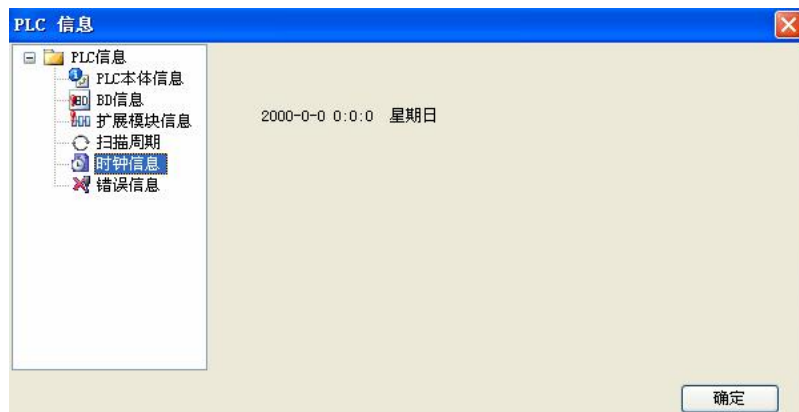 PLC 信息
PLC信息
PLC本体信息
BD信息
扩展模块信息
扫描周期
时钟信息
错误信息
2000-0-0 0:0:0 星期日
确定